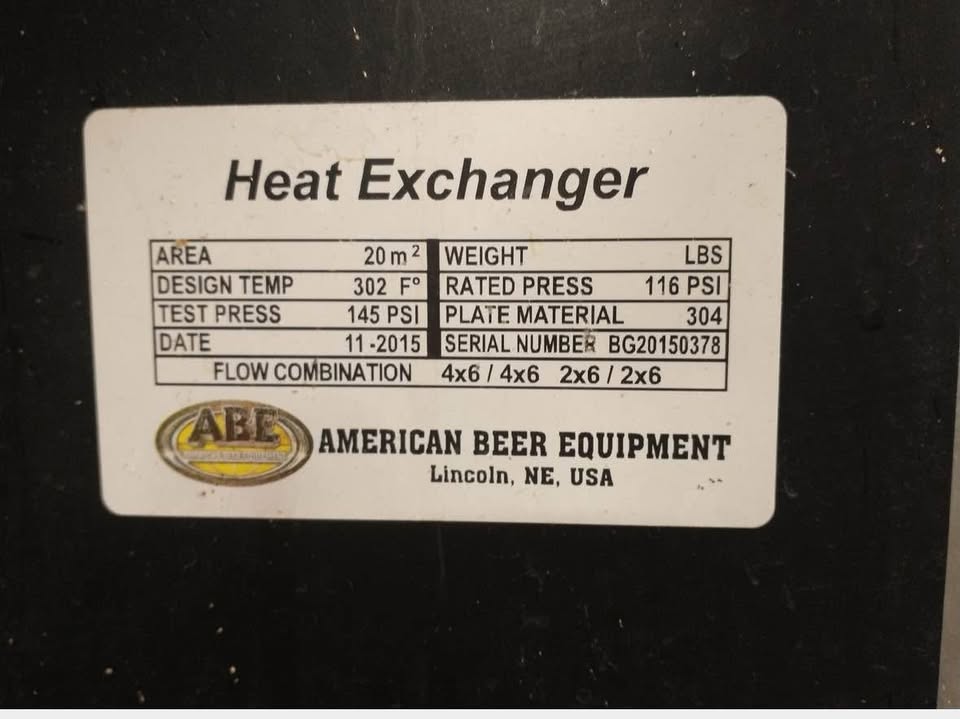 Heat Exchanger
AREA 20 m² WEIGHT LBS
DESIGN TEMP 302 F° RATED PRESS 116 PSI
TEST PRESS 145 PSI PLATE MATERIAL 304
DATE 11-2015 SERIAL NUMBER BG20150378
FLOW COMBINATION 4x6 / 4x6 2x6 / 2x6
ABE
AMERICAN BEER EQUIPMENT
Lincoln, NE, USA